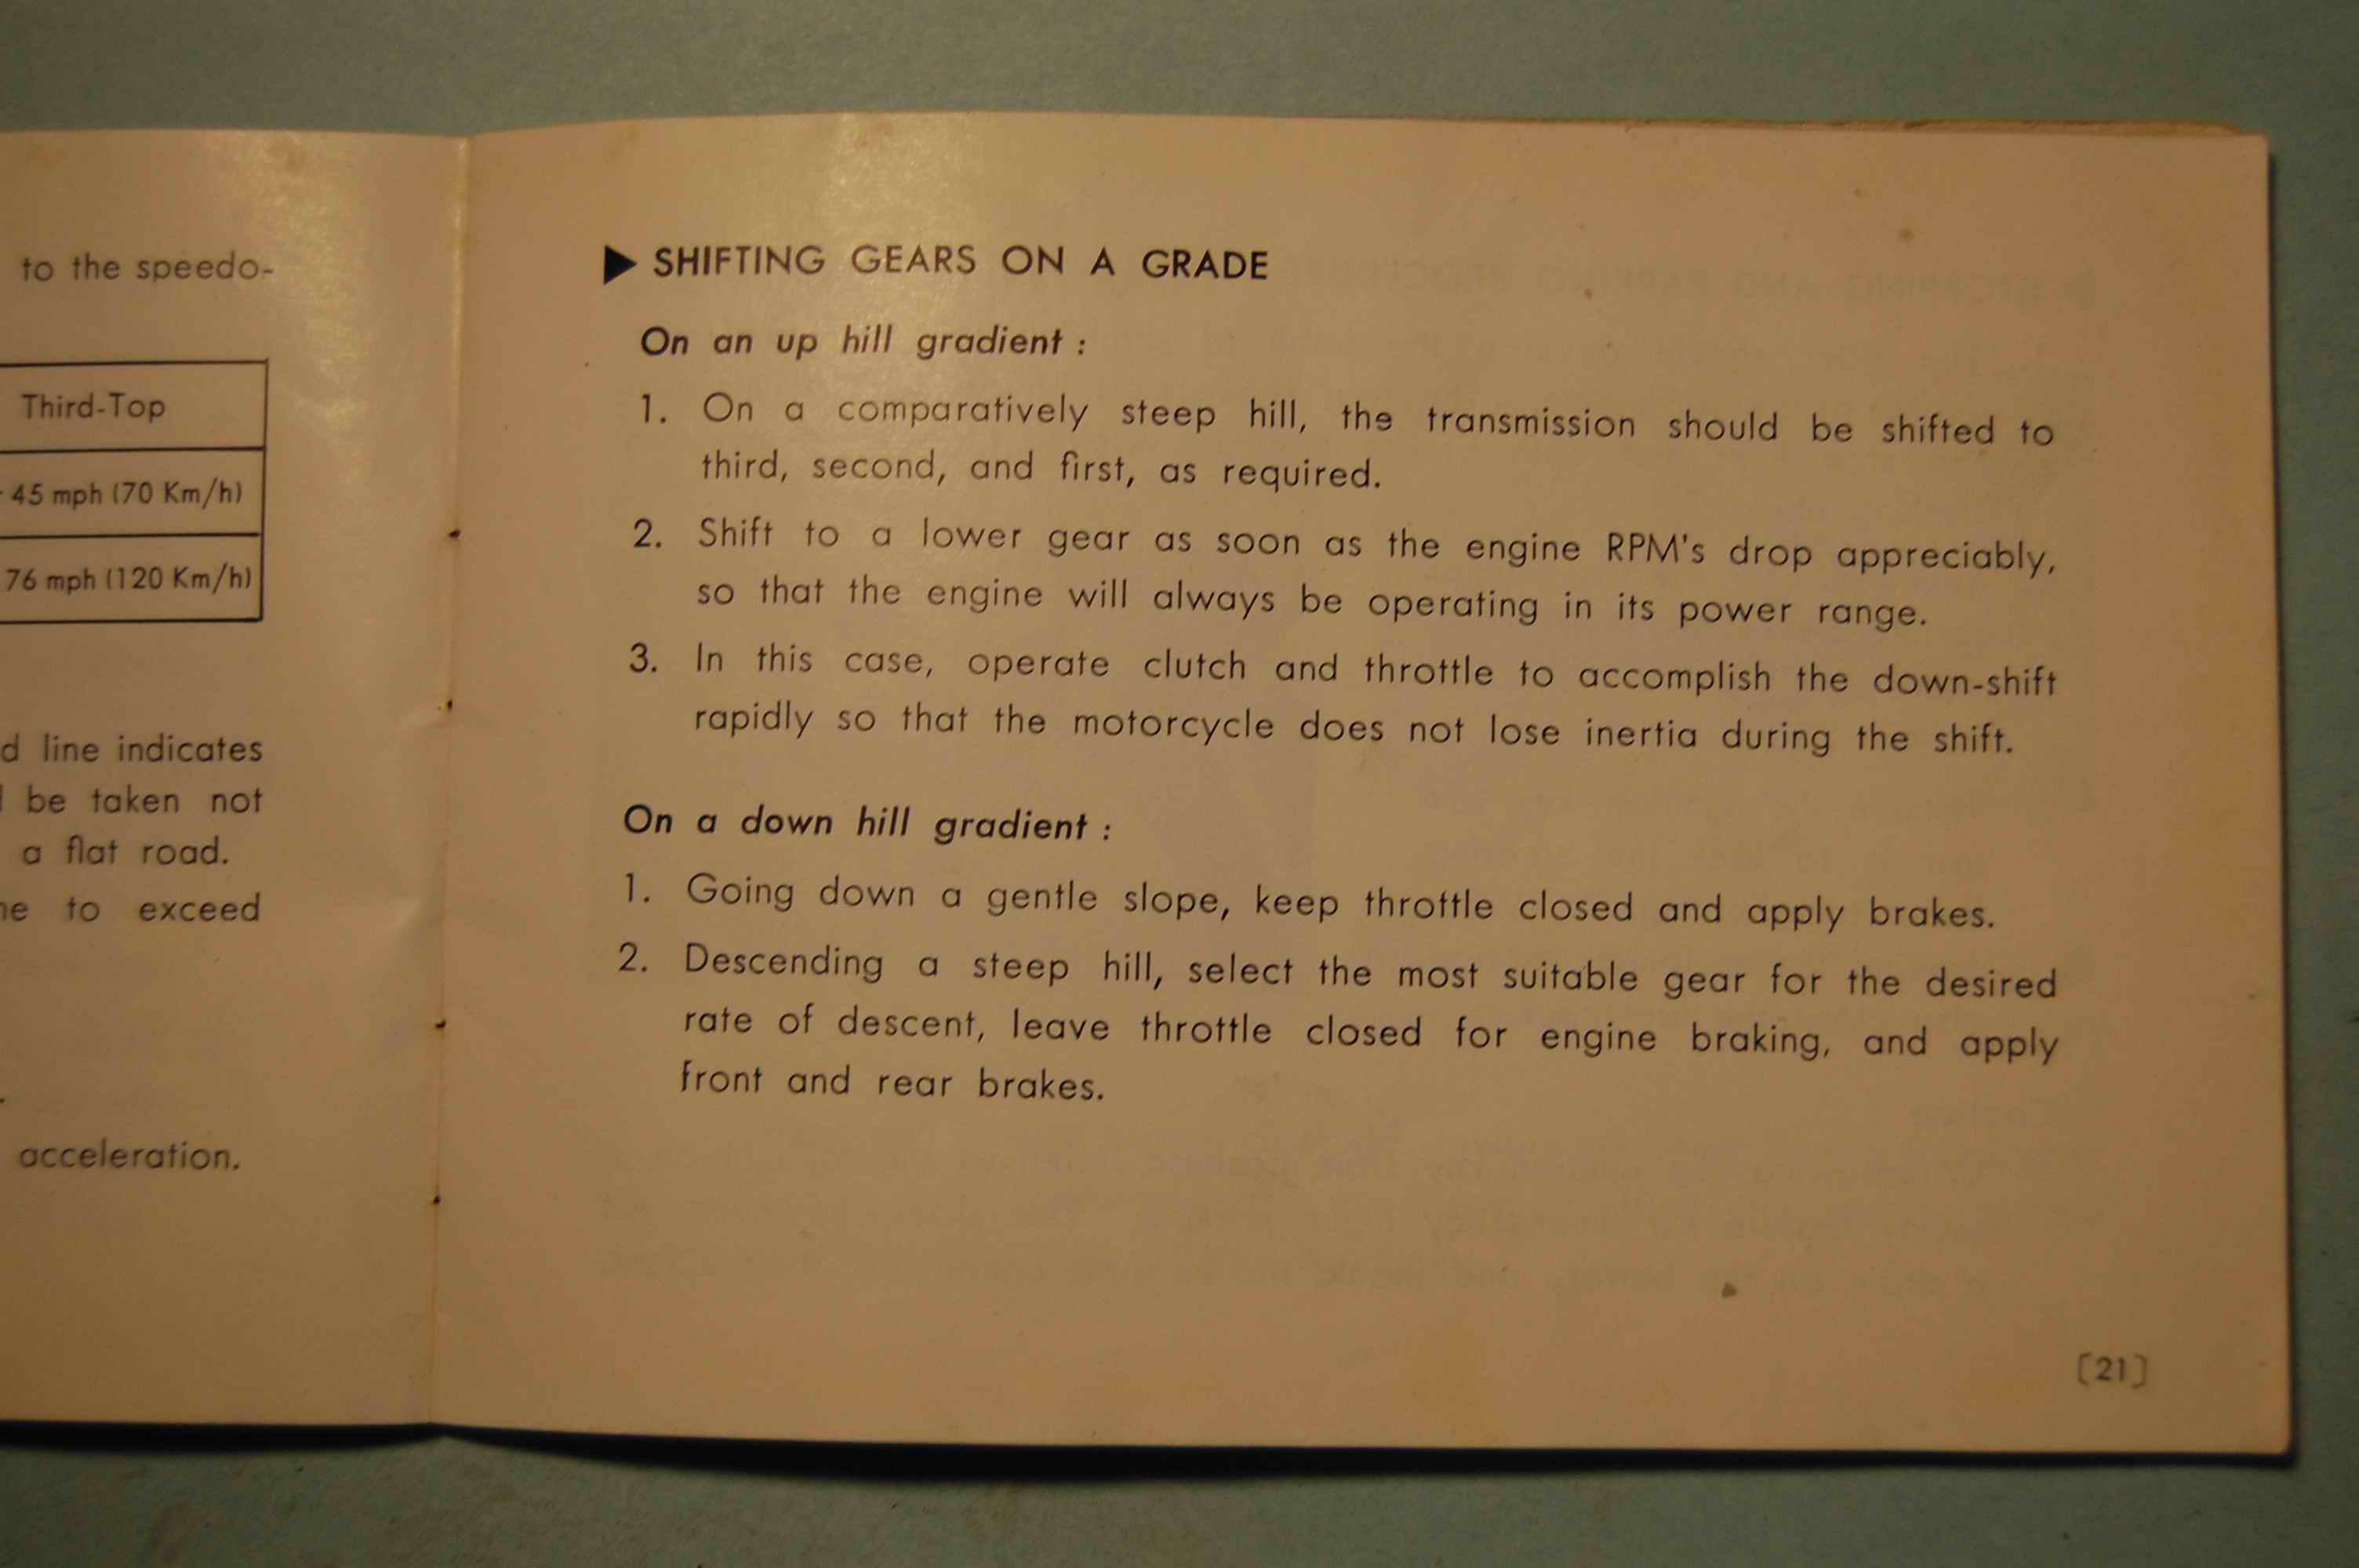 to the speedo-
Third-Top
45 mph (70 Km/h)
76 mph (120 Km/h)
line indicates
be taken not
a flat road.
to exceed
acceleration.
▶ SHIFTING GEARS ON A GRADE
On an up hill gradient :
1. On a comparatively steep hill, the transmission should be shifted to
third, second, and first, as required.
2. Shift to a lower gear as soon as the engine RPM's drop appreciably,
so that the engine will always be operating in its power range.
3. In this case, operate clutch and throttle to accomplish the down-shift
rapidly so that the motorcycle does not lose inertia during the shift.
On a down hill gradient :
1. Going down a gentle slope, keep throttle closed and apply brakes.
2. Descending a steep hill, select the most suitable gear for the desired
rate of descent, leave throttle closed for engine braking, and apply
front and rear brakes.
[21]